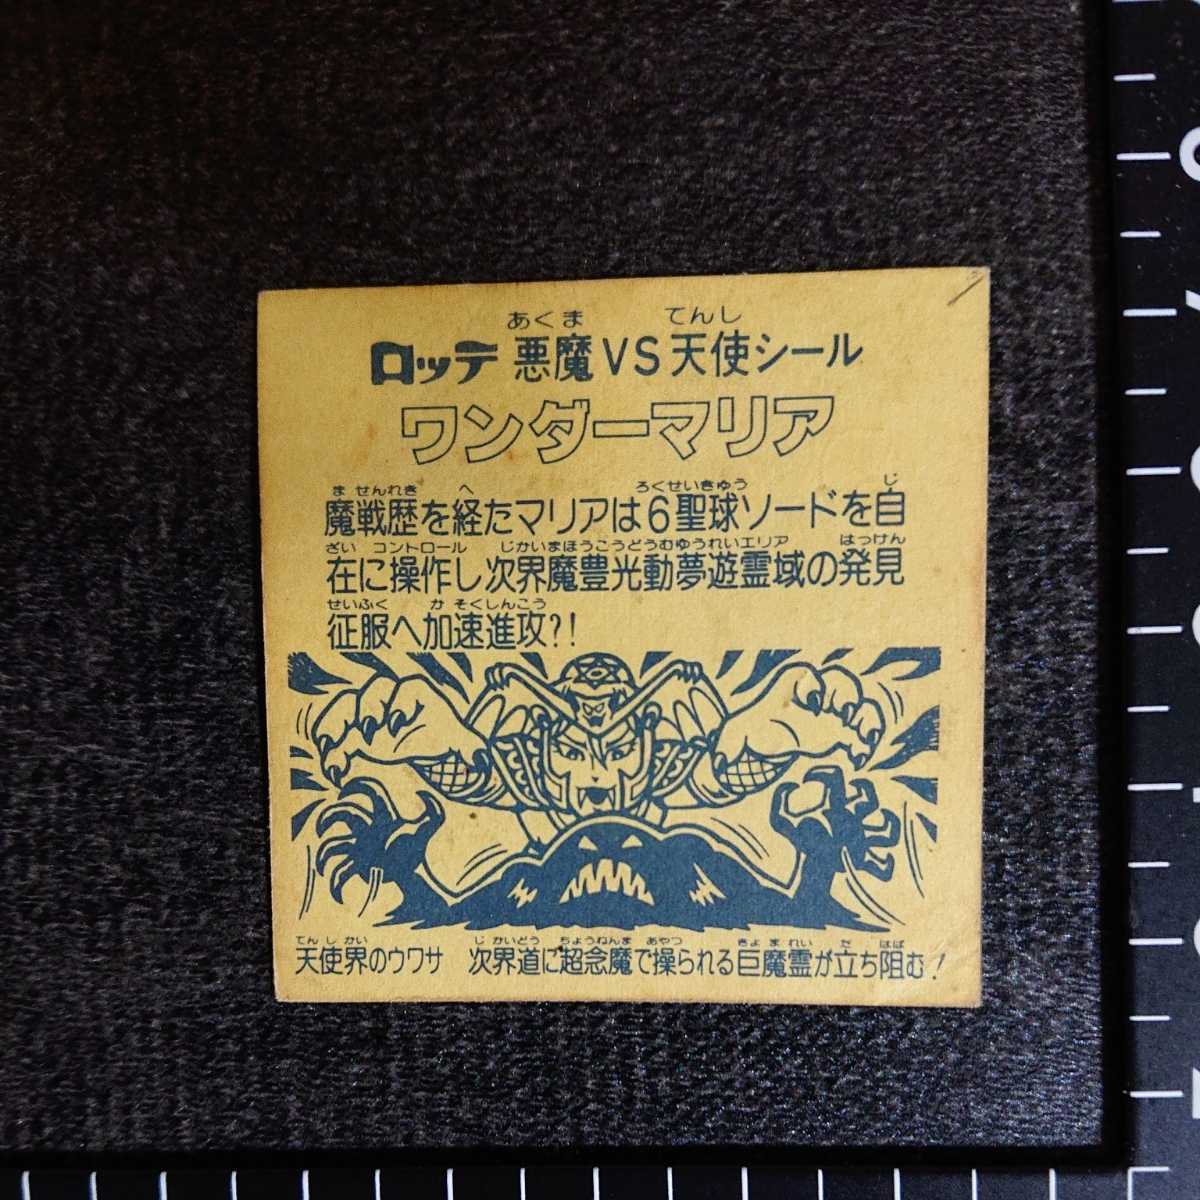 あくま てんし
ロッテ 悪魔VS天使シール
ワンダーマリア
ませんれき へ ろくせいきゅう じ
魔戦歴を経たマリアは6聖球ソードを自
ざい コントロール じかいまほうこうどうむゆうれいエリア はっけん
在に操作し次界魔豊光動夢遊霊域の発見
せいふく かそくしんこう
征服へ加速進攻?!
てんしかい じかいどう ちょうねんま あやつ きょまれい た はば
天使界のウワサ 次界道に超念魔で操られる巨魔霊が立ち阻む!